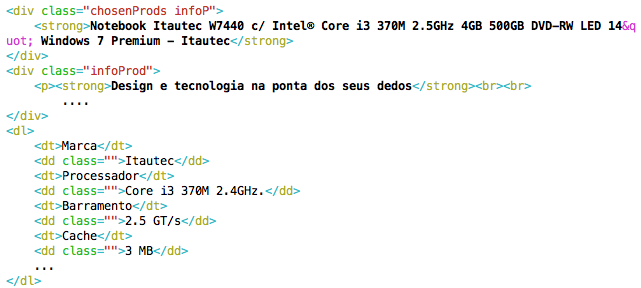 <div class="chosenProds infoP">
<strong>Notebook Itautec W7440 c/ Intel® Core i3 370M 2.5GHz 4GB 500GB DVD-RW LED 14&q
uot; Windows 7 Premium - Itautec</strong>
</div>
<div class="infoProd">
<p><strong>Design e tecnologia na ponta dos seus dedos</strong><br><br>
....
</div>
<dl>
<dt>Marca</dt>
<dd class="">Itautec</dd>
<dt>Processador</dt>
<dd class="">Core i3 370M 2.4GHz.</dd>
<dt>Barramento</dt>
<dd class="">2.5 GT/s</dd>
<dt>Cache</dt>
<dd class="">3 MB</dd>
...
</dl>